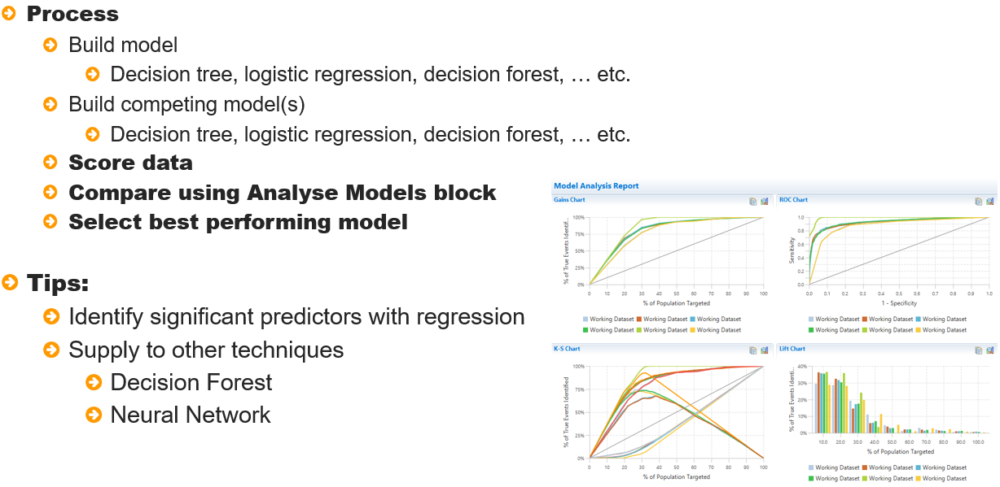 Process
Build model
Decision tree, logistic regression, decision forest, … etc.
Build competing model(s)
Decision tree, logistic regression, decision forest, … etc.
Score data
Compare using Analyse Models block
Select best performing model
Tips:
Identify significant predictors with regression
Supply to other techniques
Decision Forest
Neural Network
Model Analysis Report
Gains Chart
% of True Events Identif...
100%
75%
50%
25%
0%
0 10 20 30 40 50 60 70 80 90 100
% of Population Targeted
Working Dataset Working Dataset Working Dataset
Working Dataset Working Dataset Working Dataset
ROC Chart
Sensitivity
1.0
0.8
0.6
0.4
0.2
0.0
0.0 0.1 0.2 0.3 0.4 0.5 0.6 0.7 0.8 0.9 1.0
1 - Specificity
Working Dataset Working Dataset Working Dataset
Working Dataset Working Dataset Working Dataset
K-S Chart
% of True Events Identified
100%
75%
50%
25%
0%
0 10 20 30 40 50 60 70 80 90 100
% of Population Targeted
Lift Chart
% of True Events Identi...
40%
30%
20%
10%
0%
10.0 20.0 30.0 40.0 50.0 60.0 70.0 80.0 90.0 100.0
% of Population Targeted
Working Dataset Working Dataset Working Dataset
Working Dataset Working Dataset Working Dataset